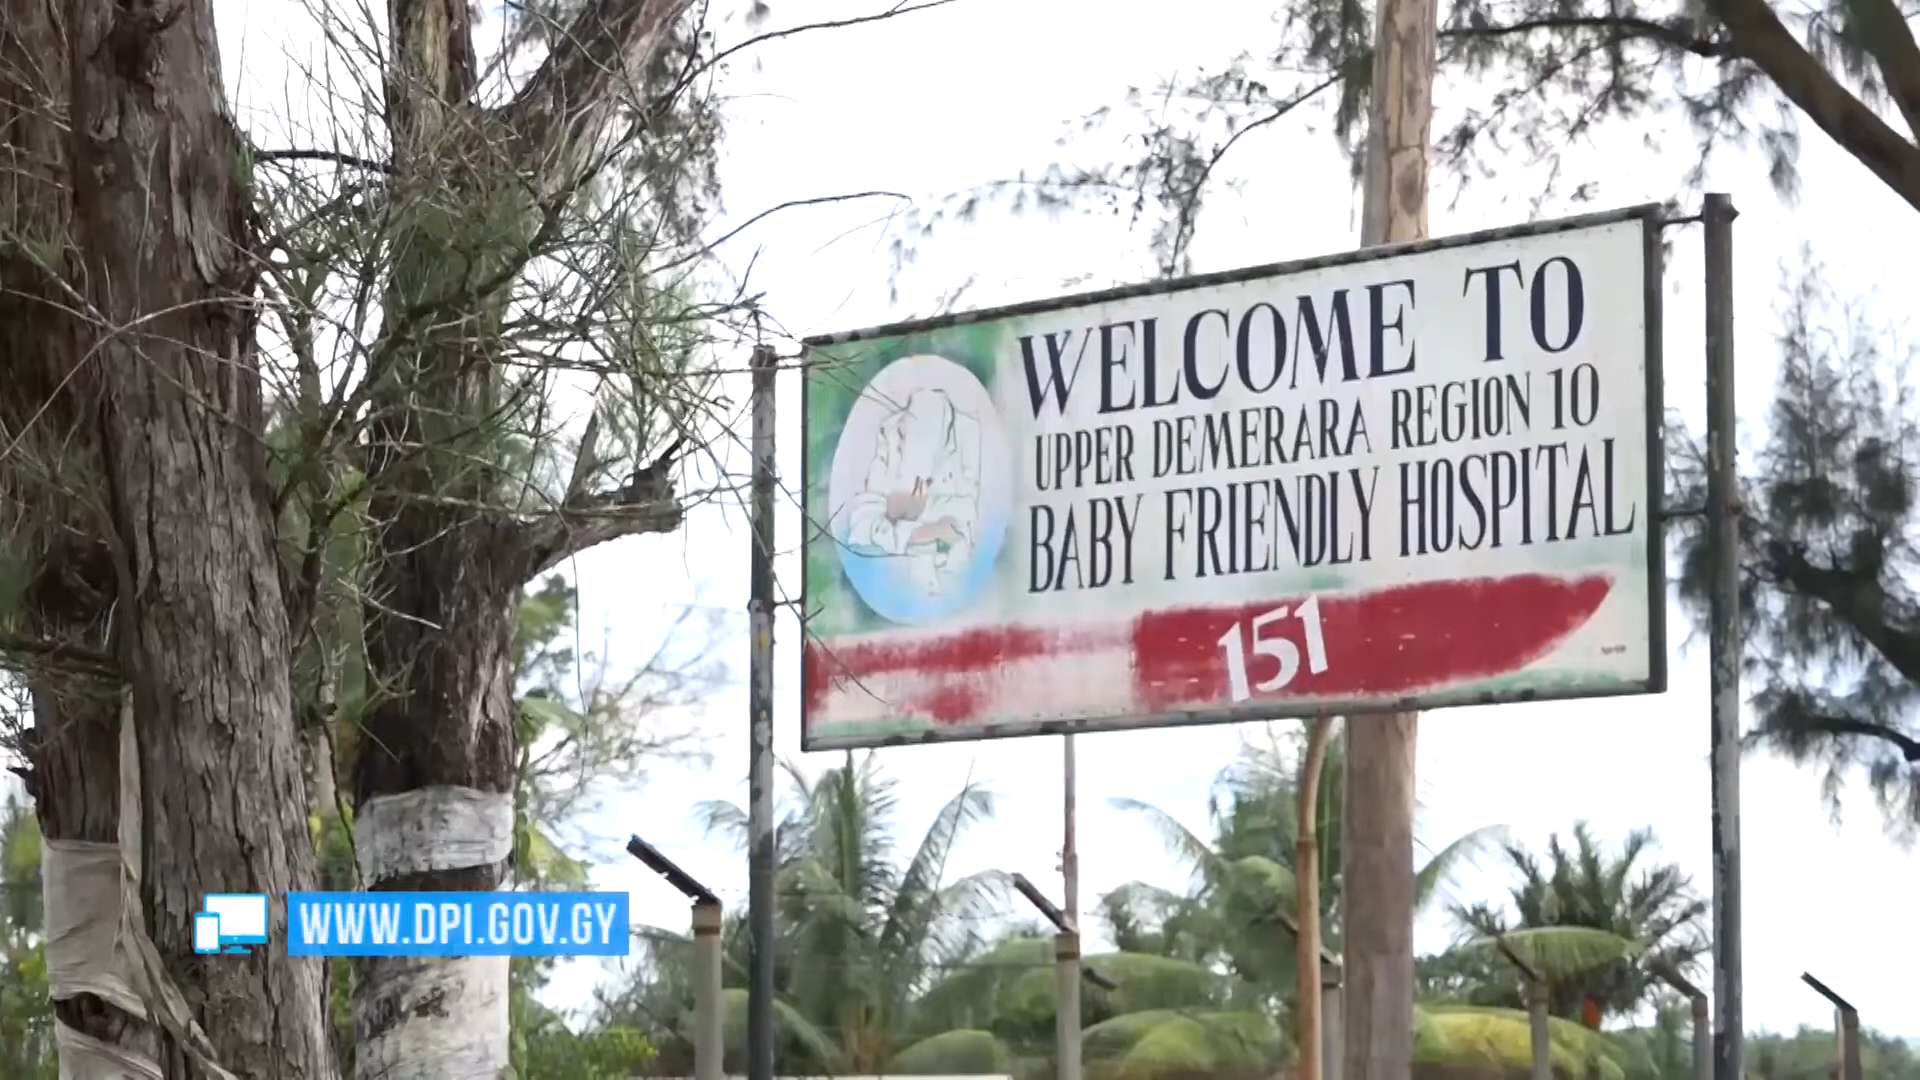 WELCOME TO
UPPER DEMERARA REGION 10
BABY FRIENDLY HOSPITAL
151
WWW.DPI.GOV.GY